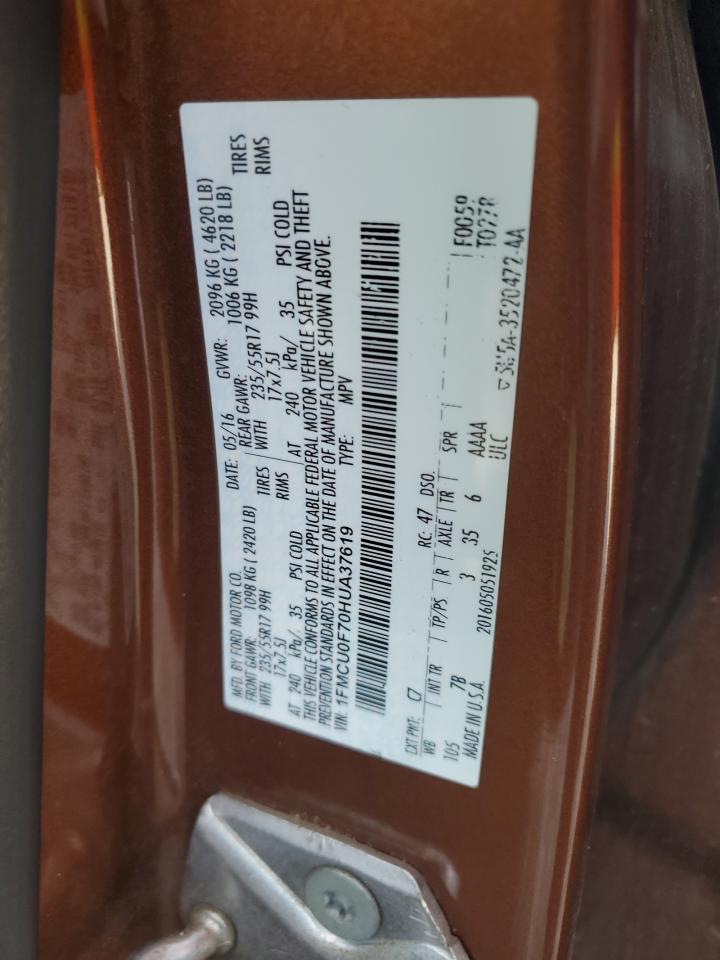 MFD. BY FORD MOTOR CO.
DATE: 05/16 GVWR: 2096 KG ( 4620 LB)
FRONT GAWR: 1098 KG ( 2420 LB) REAR GAWR: 1006 KG ( 2218 LB)
WITH 235/55R17 99H TIRES WITH 235/55R17 99H TIRES
17x7.5J RIMS 17x7.5J RIMS
AT 240 kPa/ 35 PSI COLD AT 240 kPa/ 35 PSI COLD
THIS VEHICLE CONFORMS TO ALL APPLICABLE FEDERAL MOTOR VEHICLE SAFETY AND THEFT
PREVENTION STANDARDS IN EFFECT ON THE DATE OF MANUFACTURE SHOWN ABOVE.
VIN: 1FMCU0F70HUA37619 TYPE: MPV
EXT PNT: C7 RC: 47 DSO:
WB INT TR TP/PS R AXLE TR SPR F0059
105 7B 3 35 6 AAAA T0227B
MADE IN U.S.A. 20160505192S ULC
3520472-AA